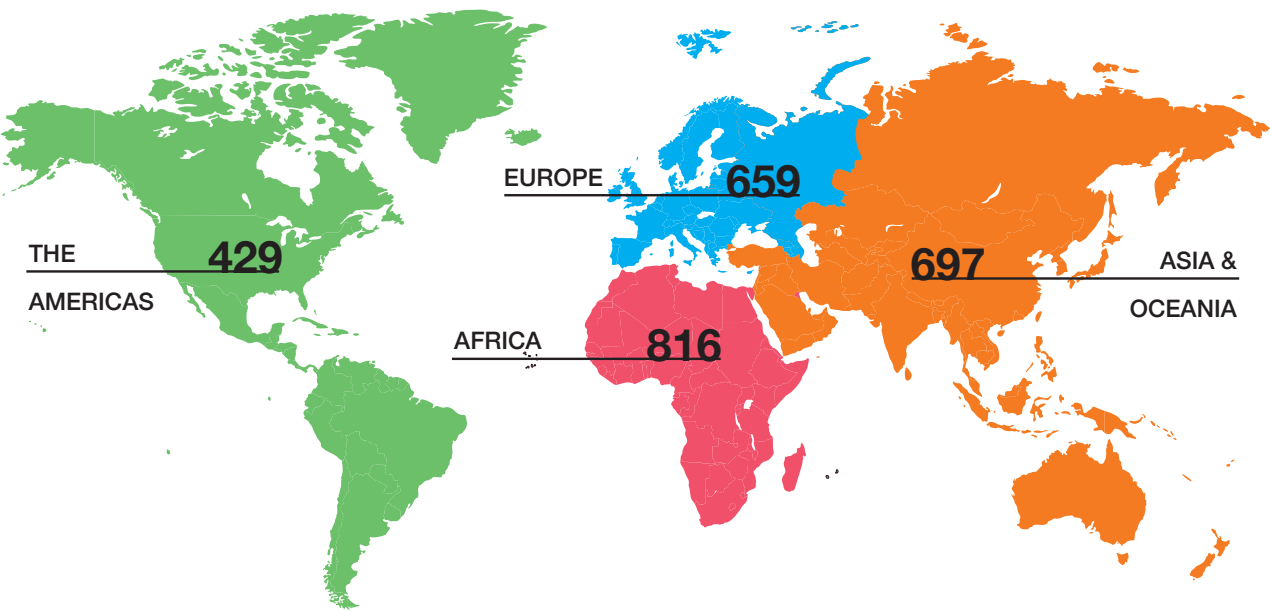 EUROPE 659
THE 429
AMERICAS
697 ASIA &
OCEANIA
AFRICA 816